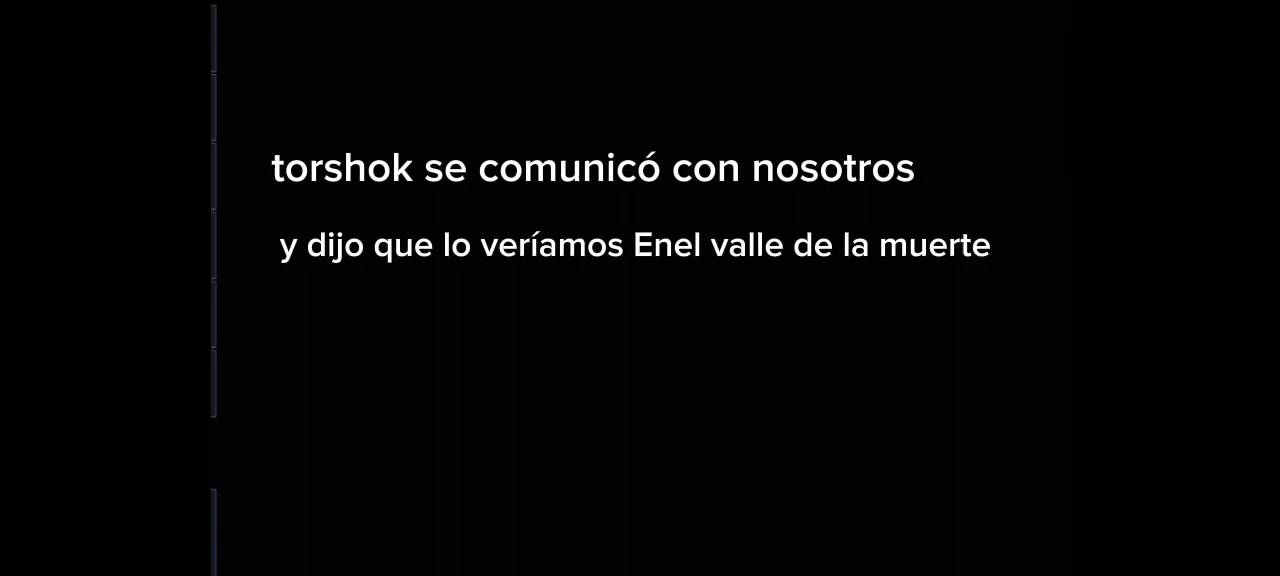 torshok se comunicó con nosotros
y dijo que lo veríamos Enel valle de la muerte